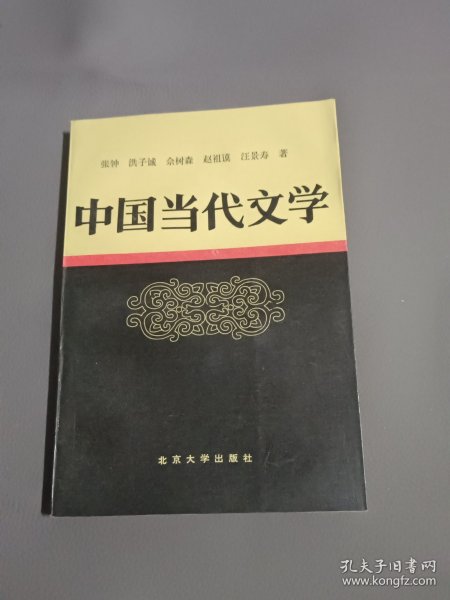 张钟 洪子诚 佘树森 赵祖谟 汪景寿 著
中国当代文学
北京大学出版社
孔夫子旧书网
www.kongfz.com